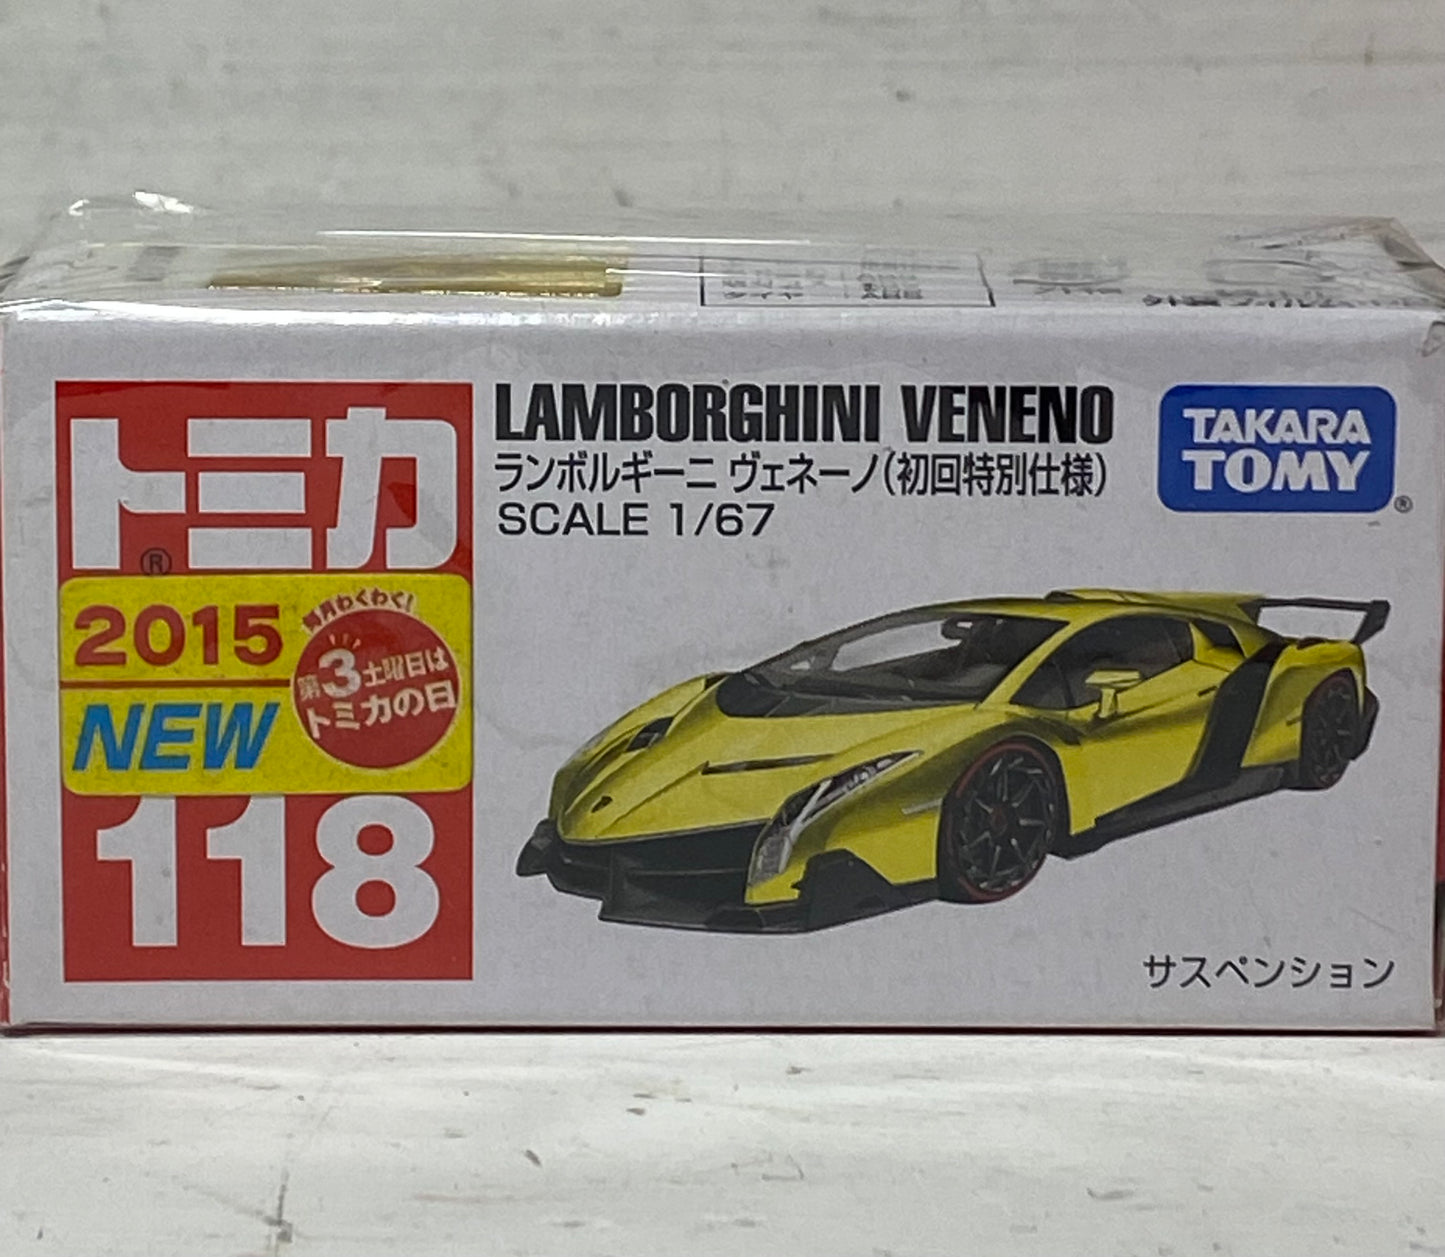 トミカ
®
LAMBORGHINI VENENO
ランボルギーニ ヴェネーノ(初回特別仕様)
SCALE 1/67
TAKARA
TOMY
®
2015
NEW
毎月わくわく!
第3土曜日は
トミカの日
118
サスペンション